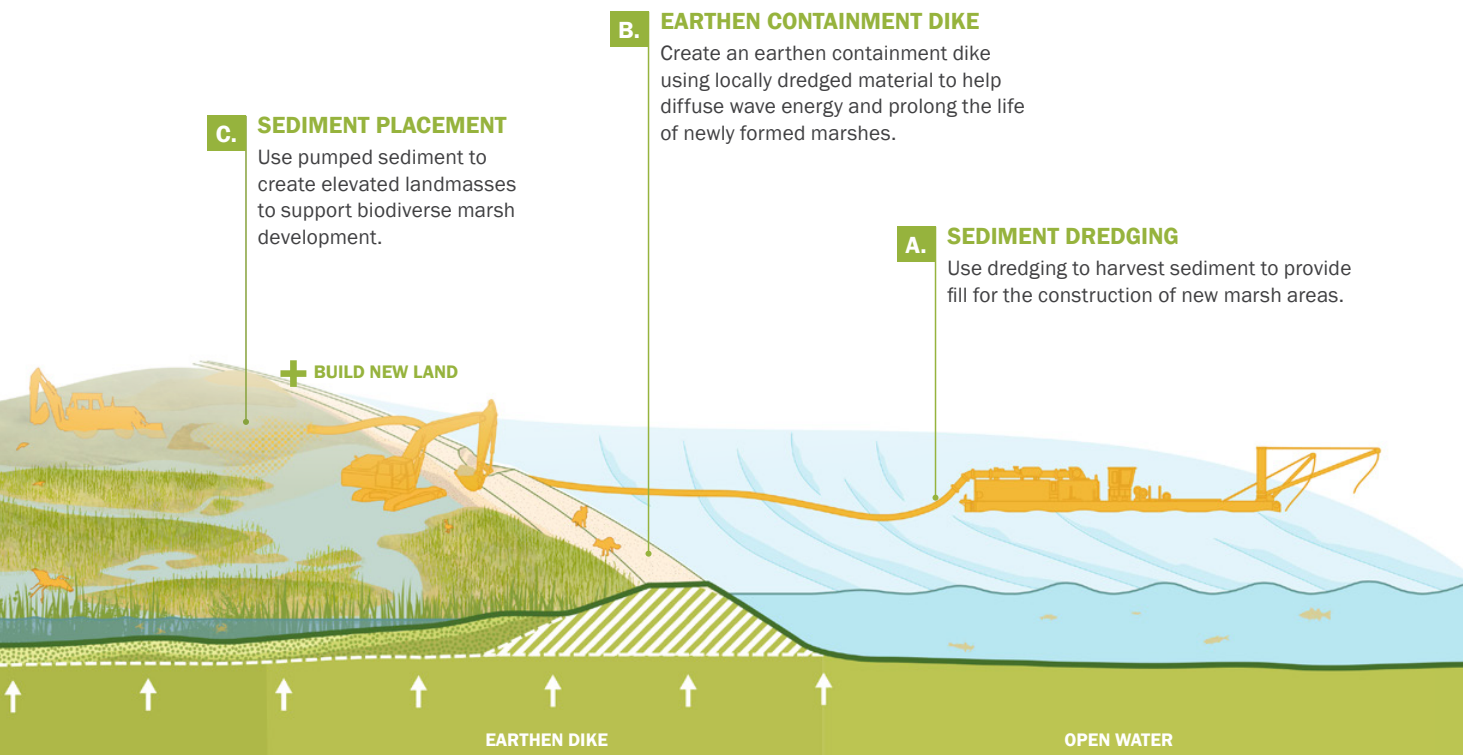 B.
EARTHEN CONTAINMENT DIKE
Create an earthen containment dike
using locally dredged material to help
diffuse wave energy and prolong the life
of newly formed marshes.
C.
SEDIMENT PLACEMENT
Use pumped sediment to
create elevated landmasses
to support biodiverse marsh
development.
A.
SEDIMENT DREDGING
Use dredging to harvest sediment to provide
fill for the construction of new marsh areas.
BUILD NEW LAND
EARTHEN DIKE
OPEN WATER